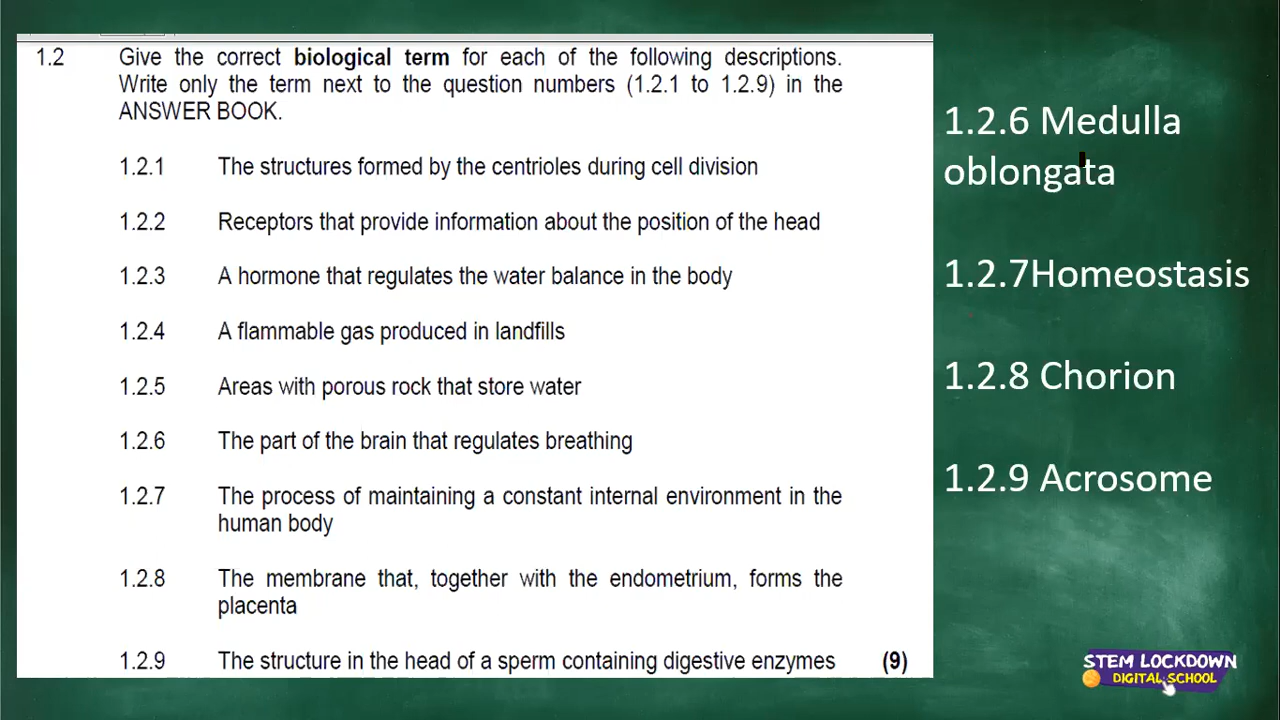 1.2 Give the correct biological term for each of the following descriptions.
Write only the term next to the question numbers (1.2.1 to 1.2.9) in the
ANSWER BOOK.
1.2.1 The structures formed by the centrioles during cell division
1.2.2 Receptors that provide information about the position of the head
1.2.3 A hormone that regulates the water balance in the body
1.2.4 A flammable gas produced in landfills
1.2.5 Areas with porous rock that store water
1.2.6 The part of the brain that regulates breathing
1.2.7 The process of maintaining a constant internal environment in the
human body
1.2.8 The membrane that, together with the endometrium, forms the
placenta
1.2.9 The structure in the head of a sperm containing digestive enzymes (9)
1.2.6 Medulla
oblongata
1.2.7Homeostasis
1.2.8 Chorion
1.2.9 Acrosome
STEM LOCKDOWN
DIGITAL SCHOOL